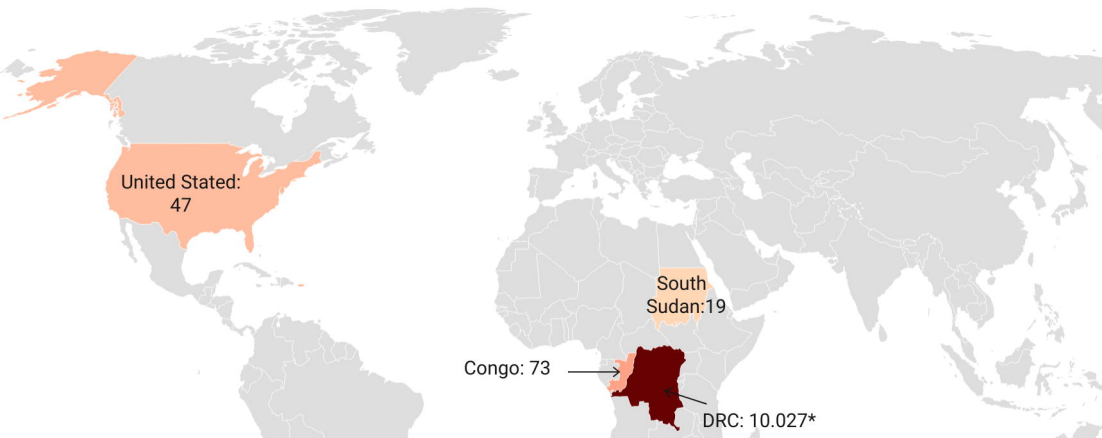 United Stated:
47
South
Sudan:19
Congo: 73
DRC: 10.027*